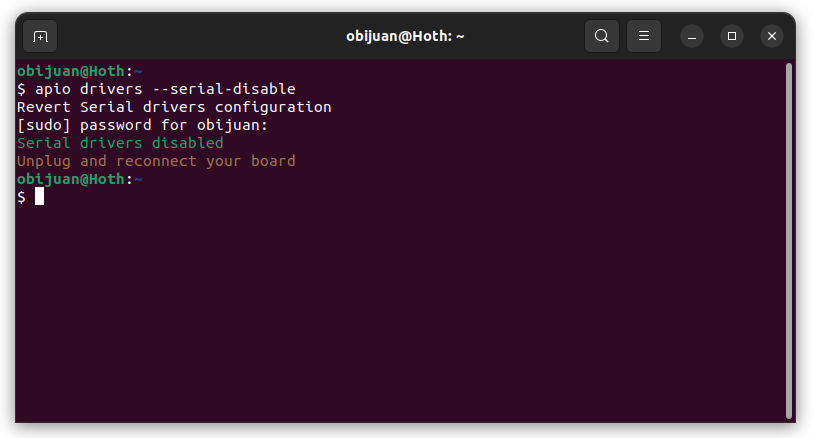 obijuan@Hoth: ~
obijuan@Hoth:~
$ apio drivers --serial-disable
Revert Serial drivers configuration
[sudo] password for obijuan:
Serial drivers disabled
Unplug and reconnect your board
obijuan@Hoth:~
$